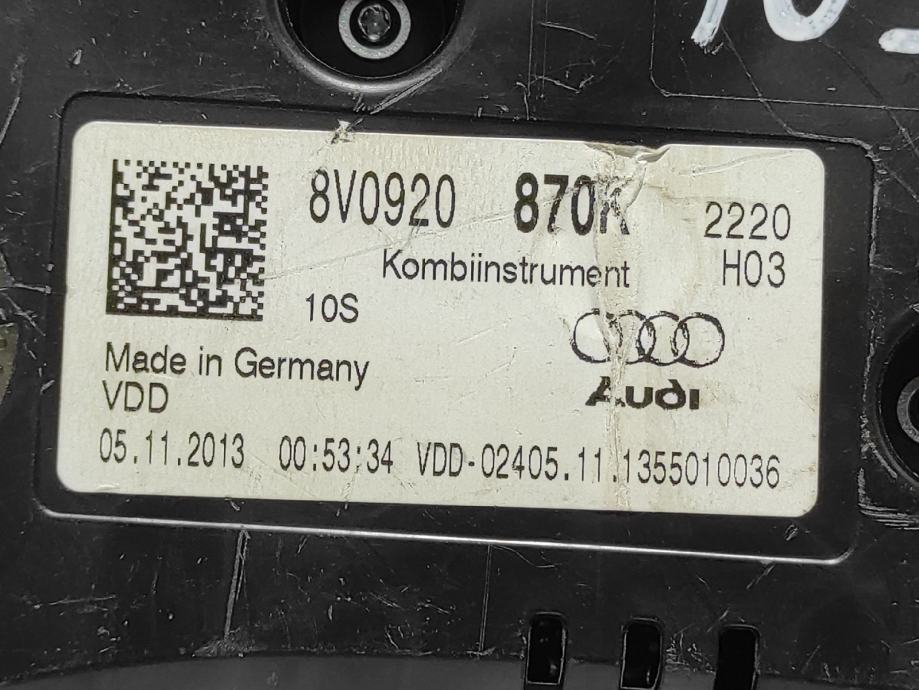 8V0920 870K 2220
Kombiinstrument H03
10S
Made in Germany
VDD
Audi
05.11.2013 00:53:34 VDD-02405.11.1355010036